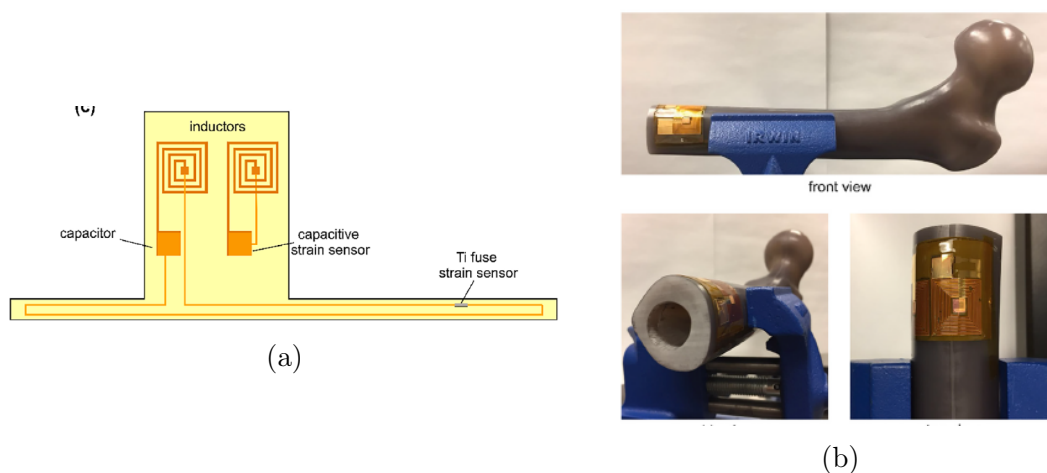 (c)
inductors
capacitor
capacitive
strain sensor
Ti fuse
strain sensor
(a)
IRWIN
front view
(b)